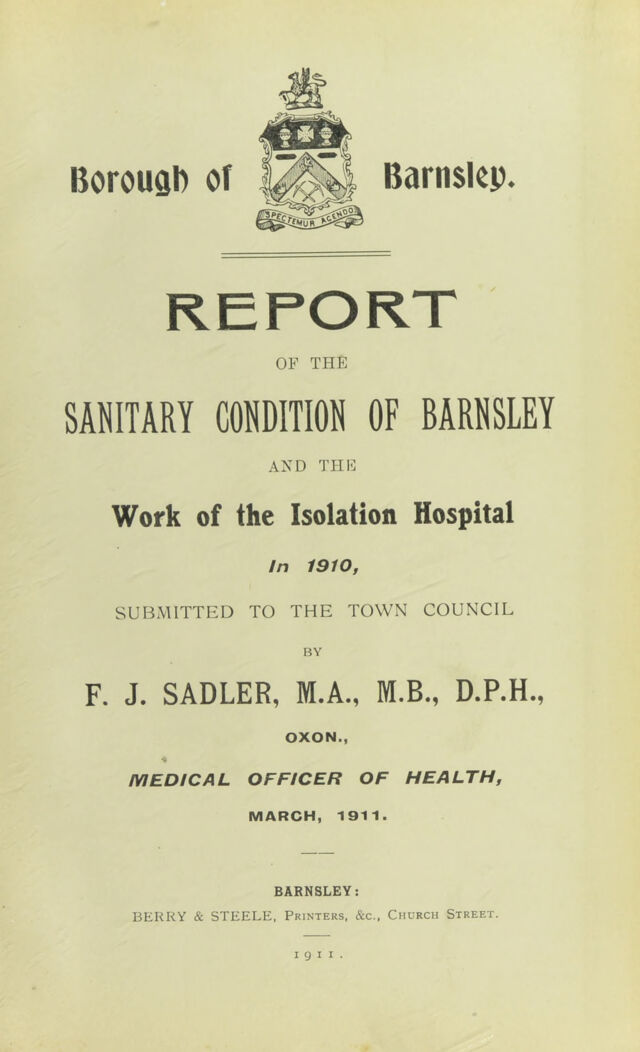 Borough of Barnsley.
SPECTEMUR AGENDO
REPORT
OF THE
SANITARY CONDITION OF BARNSLEY
AND THE
Work of the Isolation Hospital
In 1910,
SUBMITTED TO THE TOWN COUNCIL
BY
F. J. SADLER, M.A., M.B., D.P.H.,
OXON.,
MEDICAL OFFICER OF HEALTH,
MARCH, 1911.
BARNSLEY:
BERRY & STEELE, PRINTERS, &c., CHURCH STREET.
1911.